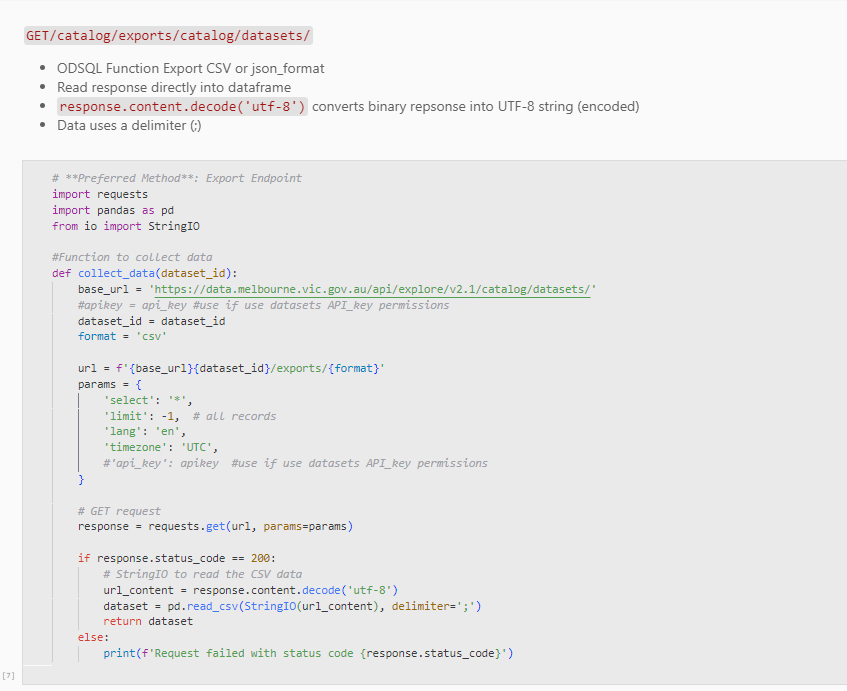 GET/catalog/exports/catalog/datasets/
ODSQL Function Export CSV or json_format
Read response directly into dataframe
response.content.decode('utf-8') converts binary repsonse into UTF-8 string (encoded)
Data uses a delimiter (;)
# **Preferred Method**: Export Endpoint
import requests
import pandas as pd
from io import StringIO
#Function to collect data
def collect_data(dataset_id):
base_url = 'https://data.melbourne.vic.gov.au/api/explore/v2.1/catalog/datasets/'
#apikey = api_key #use if use datasets API_key permissions
dataset_id = dataset_id
format = 'csv'
url = f'{base_url}{dataset_id}/exports/{format}'
params = {
'select': '*',
'limit': -1,  # all records
'lang': 'en',
'timezone': 'UTC',
#'api_key': apikey  #use if use datasets API_key permissions
}
# GET request
response = requests.get(url, params=params)
if response.status_code == 200:
# StringIO to read the CSV data
url_content = response.content.decode('utf-8')
dataset = pd.read_csv(StringIO(url_content), delimiter=';')
return dataset
else:
print(f'Request failed with status code {response.status_code}')
[7]